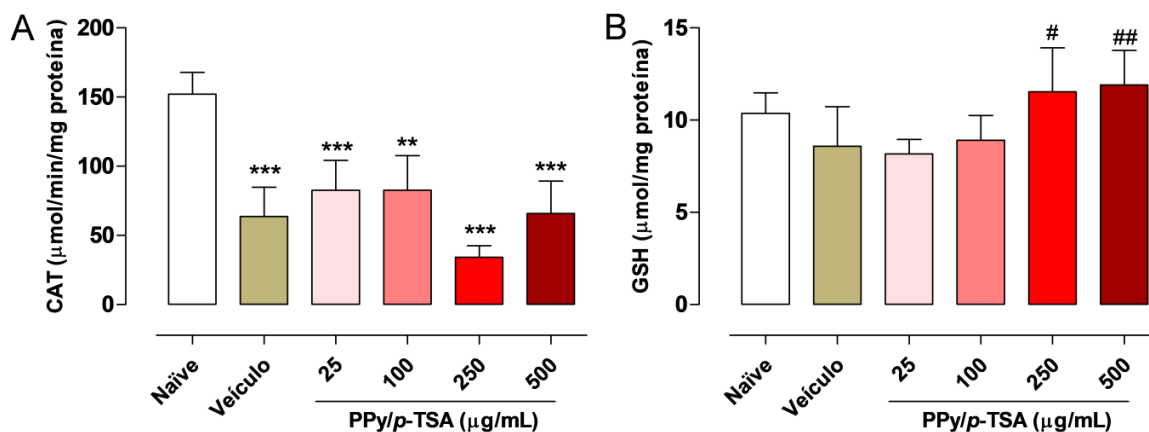 A
CAT (μmol/min/mg proteína)
200
150
100
50
0
***
***
**
***
***
Naïve
Veículo
25
100
250
500
PPy/p-TSA (μg/mL)
B
GSH (μmol/mg proteína)
15
10
5
0
#
##
Naïve
Veículo
25
100
250
500
PPy/p-TSA (μg/mL)